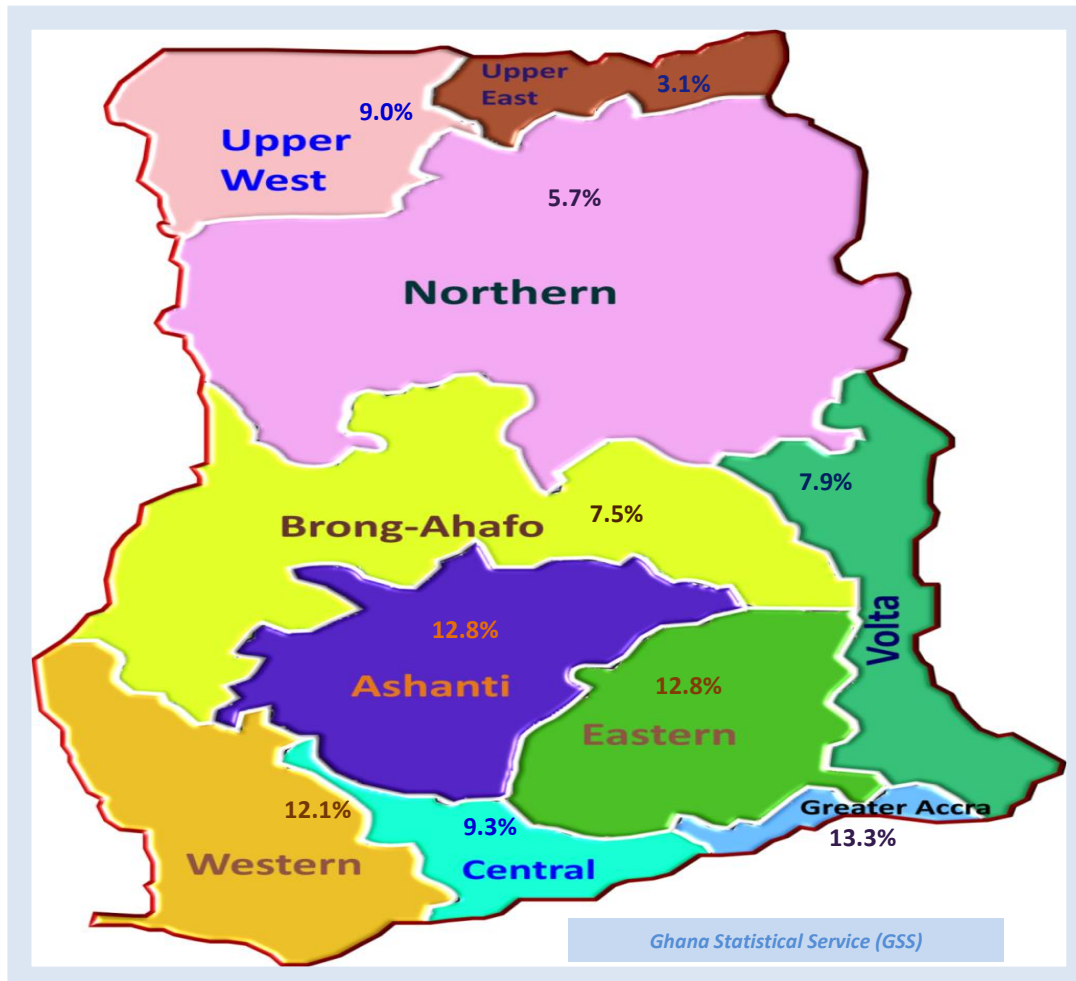 Upper
East
3.1%
9.0%
Upper
West
5.7%
Northern
7.9%
7.5%
Brong-Ahafo
Volta
12.8%
Ashanti
12.8%
Eastern
12.1%
Western
9.3%
Central
Greater Accra
13.3%
Ghana Statistical Service (GSS)